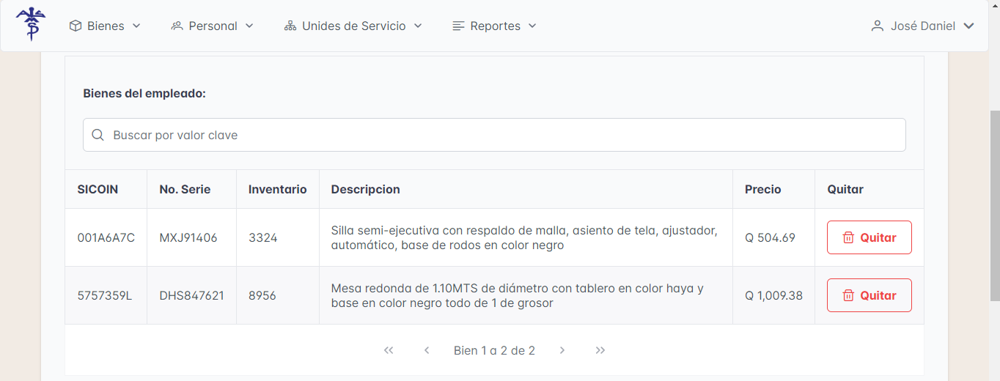 Bienes Personal Unides de Servicio Reportes José Daniel
Bienes del empleado:
Buscar por valor clave
SICOIN No. Serie Inventario Descripcion Precio Quitar
001A6A7C MXJ91406 3324 Silla semi-ejecutiva con respaldo de malla, asiento de tela, ajustador, automático, base de rodos en color negro Q 504.69 Quitar
5757359L DHS847621 8956 Mesa redonda de 1.10MTS de diámetro con tablero en color haya y base en color negro todo de 1 de grosor Q 1,009.38 Quitar
Bien 1 a 2 de 2